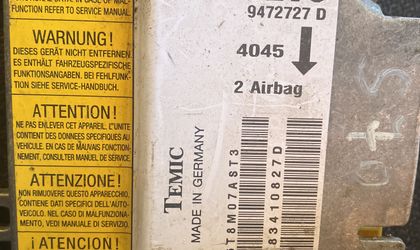 FUNCTION REFER TO SERVICE MANUAL.
WARNUNG!
DIESES GERÄT NICHT ENTFERNEN
ES ENTHÄLT FAHRZEUGSPEZIFISCHE
FUNKTIONSANGABEN. BEI FEHLFUNK-
TION SIEHE SERVICE-HANDBUCH.
ATTENTION!
NE PAS ENLEVER CET APPAREIL. L'UNITE
CONTIENT DES DONNEES SPECIFIQUES AU
VEHICULE. EN CAS DE MAUVAIS FONCTION-
NEMENT, CONSULTER MANUEL DE SERVICE.
ATTENZIONE!
NON RIMUOVERE QUESTO APPARECCHIO,
CONTIENE DATI SPECIFICI DELL'AUTO-
VEICOLO. NEL CASO DI MALFUNZIONA-
MENTO, VEDI MANUALE DI SERVIZIO.
¡ATENCION!
9472727 D
4045
2 Airbag
TEMIC
MADE IN GERMANY
T8M07AST3
83410827D